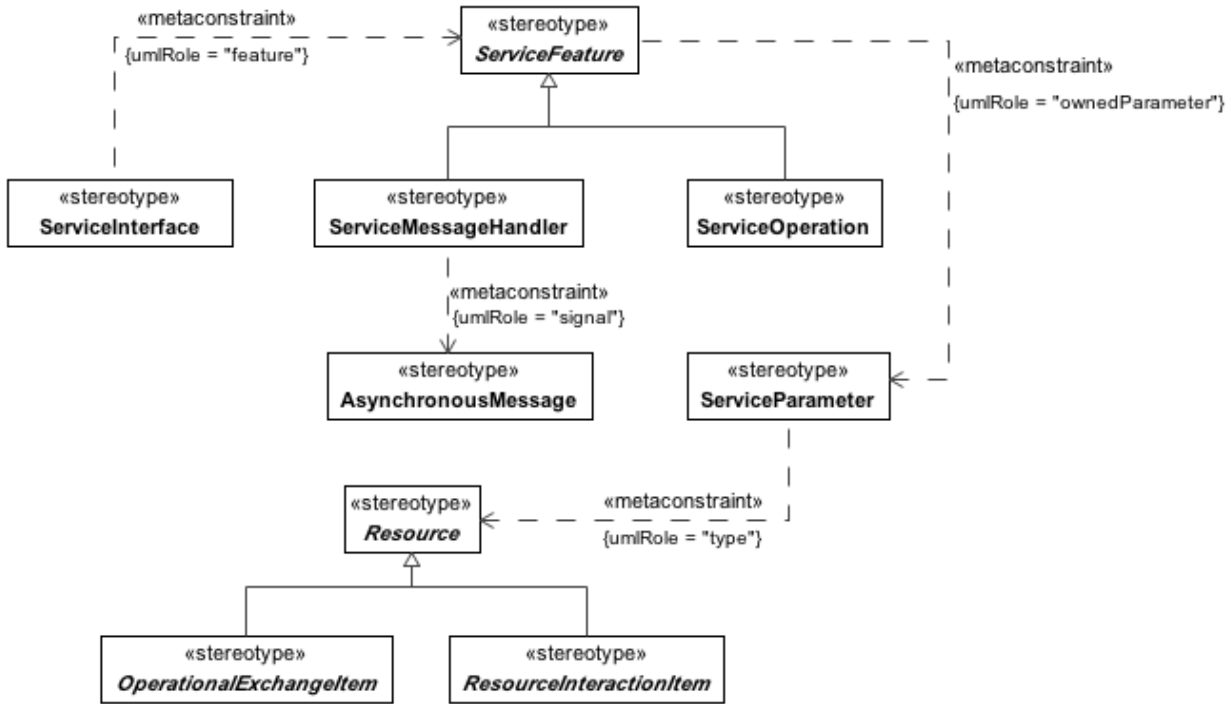 «metaconstraint»
{umlRole = "feature"}
«stereotype»
ServiceFeature
«metaconstraint»
{umlRole = "ownedParameter"}
«stereotype»
ServiceInterface
«stereotype»
ServiceMessageHandler
«stereotype»
ServiceOperation
«metaconstraint»
{umlRole = "signal"}
«stereotype»
AsynchronousMessage
«stereotype»
ServiceParameter
«stereotype»
Resource
«metaconstraint»
{umlRole = "type"}
«stereotype»
OperationalExchangeItem
«stereotype»
ResourceInteractionItem